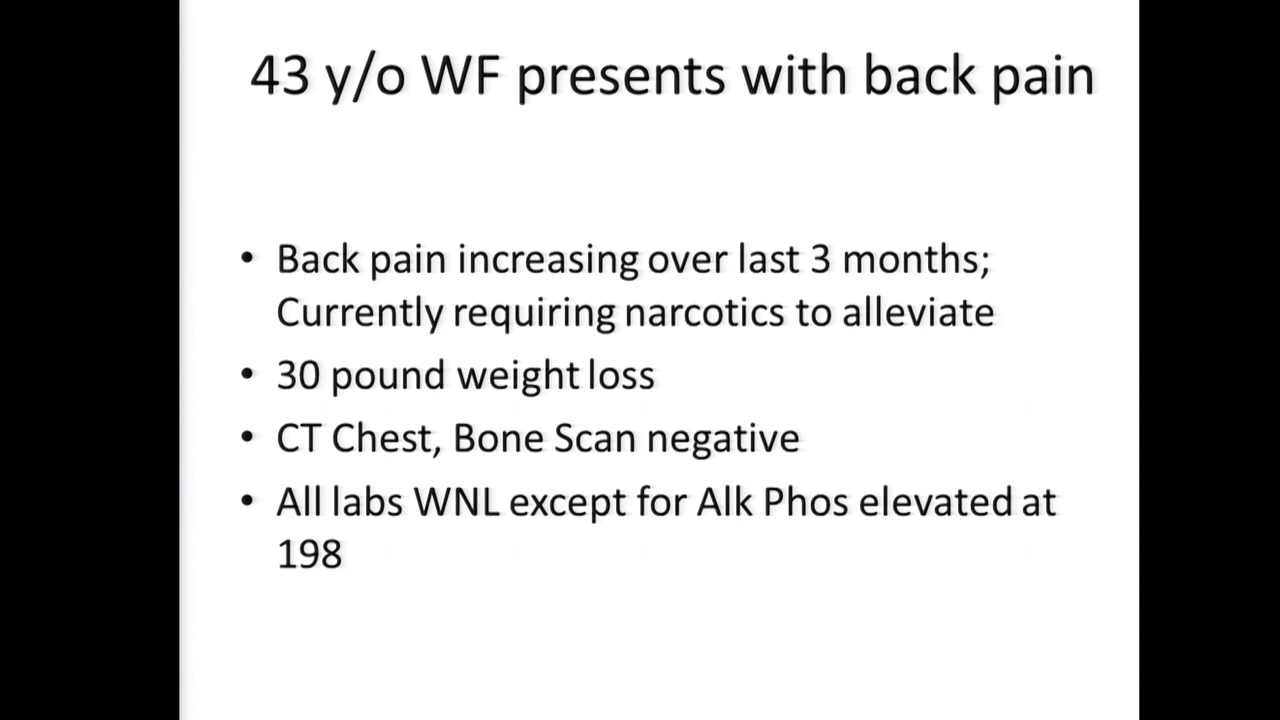 43 y/o WF presents with back pain
• Back pain increasing over last 3 months;
Currently requiring narcotics to alleviate
• 30 pound weight loss
• CT Chest, Bone Scan negative
• All labs WNL except for Alk Phos elevated at
198